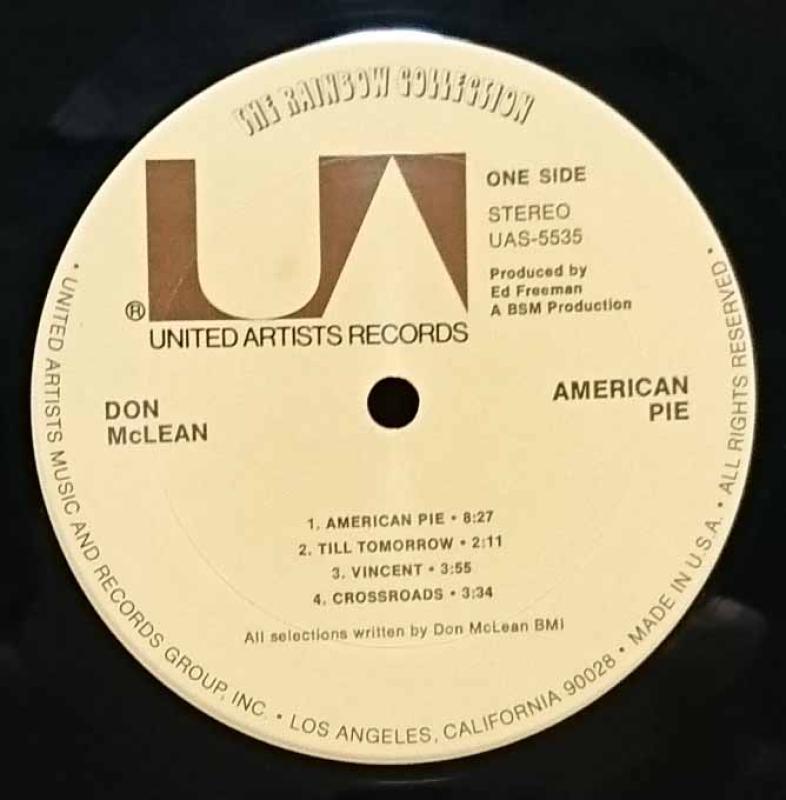 THE RAINBOW COLLECTION
UA
®
UNITED ARTISTS RECORDS
ONE SIDE
STEREO
UAS-5535
Produced by
Ed Freeman
A BSM Production
DON
McLEAN
AMERICAN
PIE
1. AMERICAN PIE • 8:27
2. TILL TOMORROW • 2:11
3. VINCENT • 3:55
4. CROSSROADS • 3:34
All selections written by Don McLean BMI
• UNITED ARTISTS MUSIC AND RECORDS GROUP, INC. • LOS ANGELES, CALIFORNIA 90028 • MADE IN U.S.A. • ALL RIGHTS RESERVED •